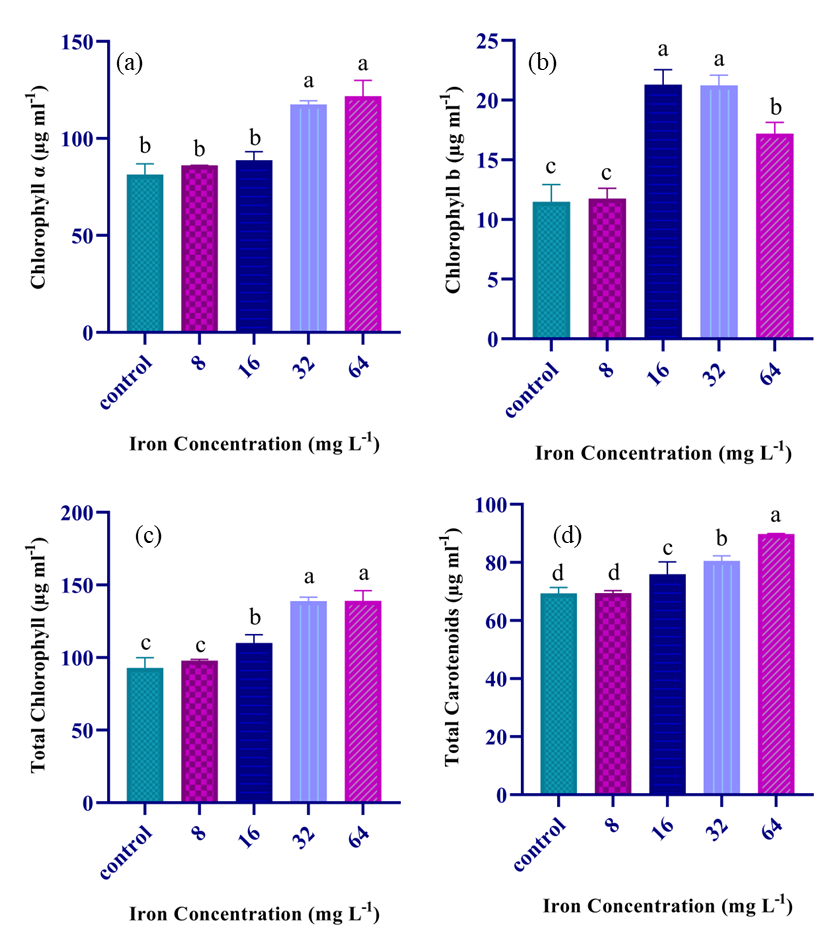 (a)
Chlorophyll α (µg ml⁻¹)
150
100
50
0
b
b
b
a
a
control
8
16
32
64
Iron Concentration (mg L⁻¹)
(b)
Chlorophyll b (µg ml⁻¹)
25
20
15
10
5
0
c
c
a
a
b
control
8
16
32
64
Iron Concentration (mg L⁻¹)
(c)
Total Chlorophyll (µg ml⁻¹)
200
150
100
50
0
c
c
b
a
a
control
8
16
32
64
Iron Concentration (mg L⁻¹)
(d)
Total Carotenoids (µg ml⁻¹)
100
80
60
40
20
0
d
d
c
b
a
control
8
16
32
64
Iron Concentration (mg L⁻¹)